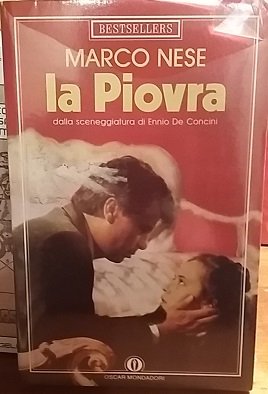 BESTSELLERS
MARCO NESE
la Piovra
dalla sceneggiatura di Ennio De Concini
OSCAR MONDADORI